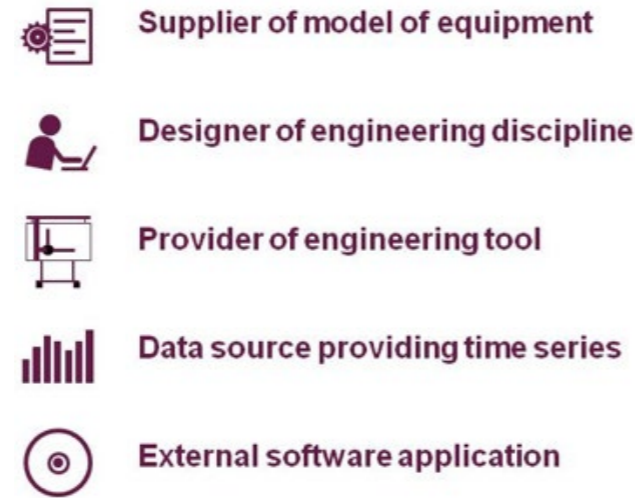 Supplier of model of equipment
Designer of engineering discipline
Provider of engineering tool
Data source providing time series
External software application